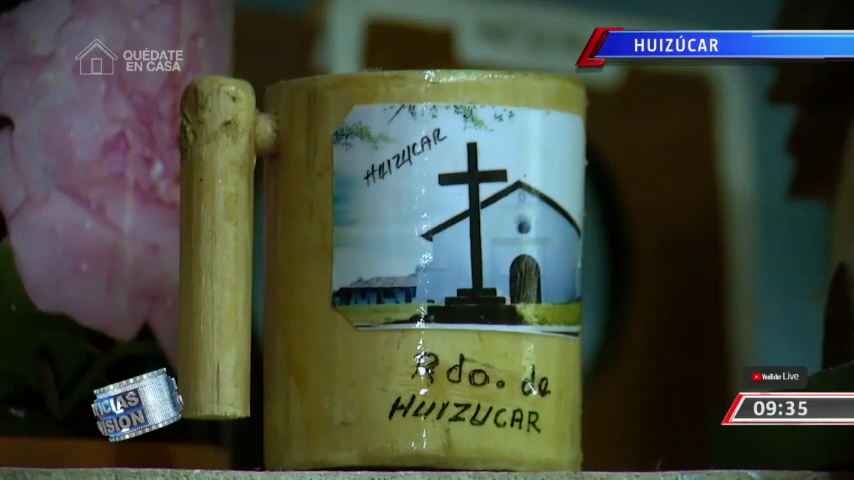 QUÉDATE
EN CASA
HUIZÚCAR
HUIZUCAR
Rdo. de
HUIZUCAR
YouTube Live
09:35